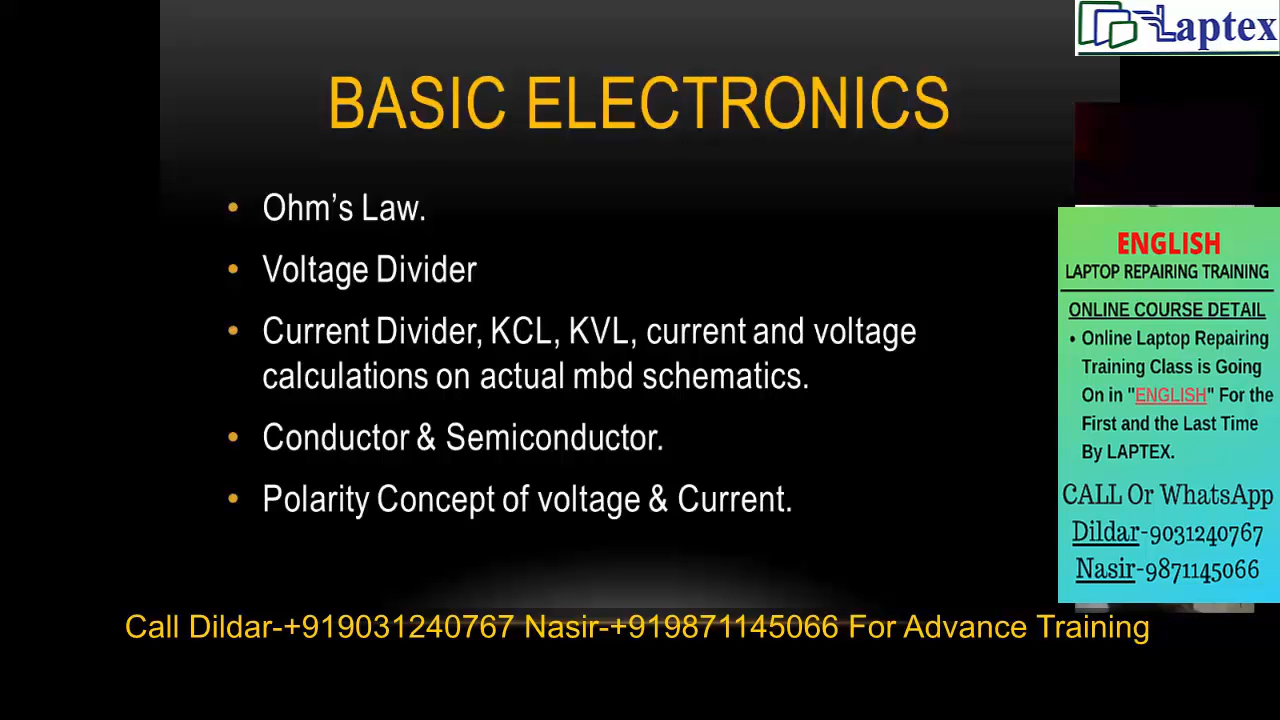 Laptex
BASIC ELECTRONICS
• Ohm’s Law.
• Voltage Divider
• Current Divider, KCL, KVL, current and voltage
calculations on actual mbd schematics.
• Conductor & Semiconductor.
• Polarity Concept of voltage & Current.
ENGLISH
LAPTOP REPAIRING TRAINING
ONLINE COURSE DETAIL
• Online Laptop Repairing
Training Class is Going
On in "ENGLISH" For the
First and the Last Time
By LAPTEX.
CALL Or WhatsApp
Dildar-9031240767
Nasir-9871145066
Call Dildar-+919031240767 Nasir-+919871145066 For Advance Training